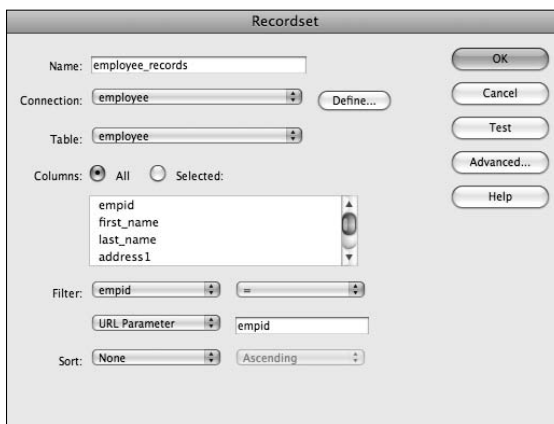 Recordset
Name: employee_records
Connection: employee Define...
Table: employee
Columns: All Selected:
empid
first_name
last_name
address1
Filter: empid =
URL Parameter empid
Sort: None Ascending
OK
Cancel
Test
Advanced...
Help